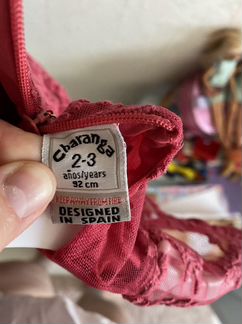 Charanga
2-3
años/years
92 cm
KEEP AWAY FROM FIRE
DESIGNED
IN SPAIN